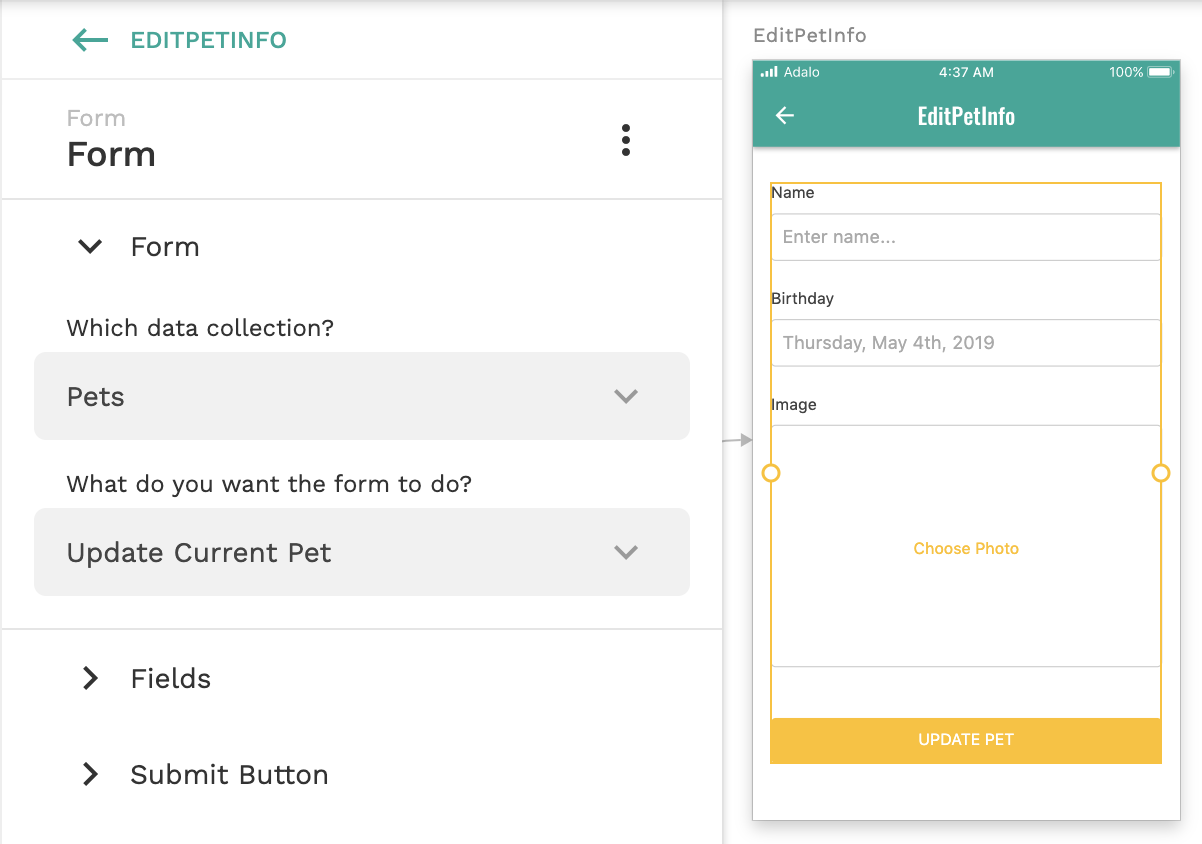 EDITPETINFO
Form
Form
Form
Which data collection?
Pets
What do you want the form to do?
Update Current Pet
Fields
Submit Button
EditPetInfo
Adalo 4:37 AM 100%
EditPetInfo
Name
Enter name...
Birthday
Thursday, May 4th, 2019
Image
Choose Photo
UPDATE PET